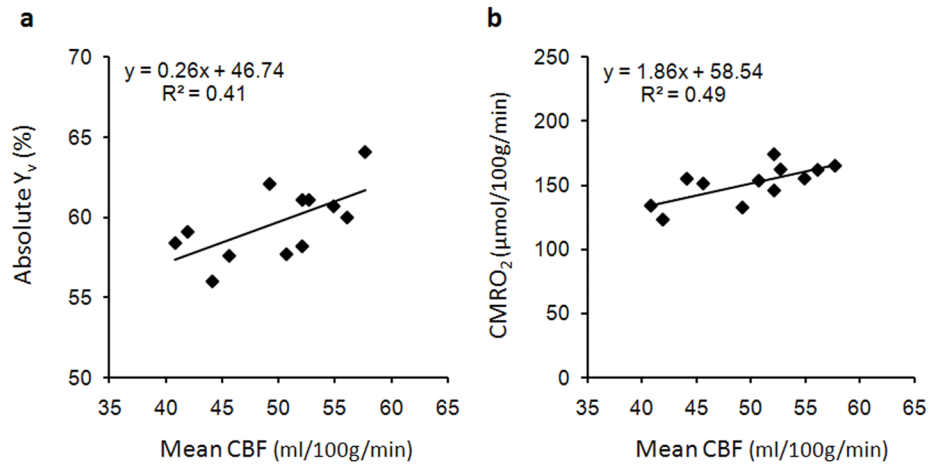 a
y = 0.26x + 46.74
R² = 0.41
Absolute Yv (%)
70
65
60
55
50
35 40 45 50 55 60 65
Mean CBF (ml/100g/min)
b
y = 1.86x + 58.54
R² = 0.49
CMRO2 (μmol/100g/min)
250
200
150
100
50
0
35 40 45 50 55 60 65
Mean CBF (ml/100g/min)